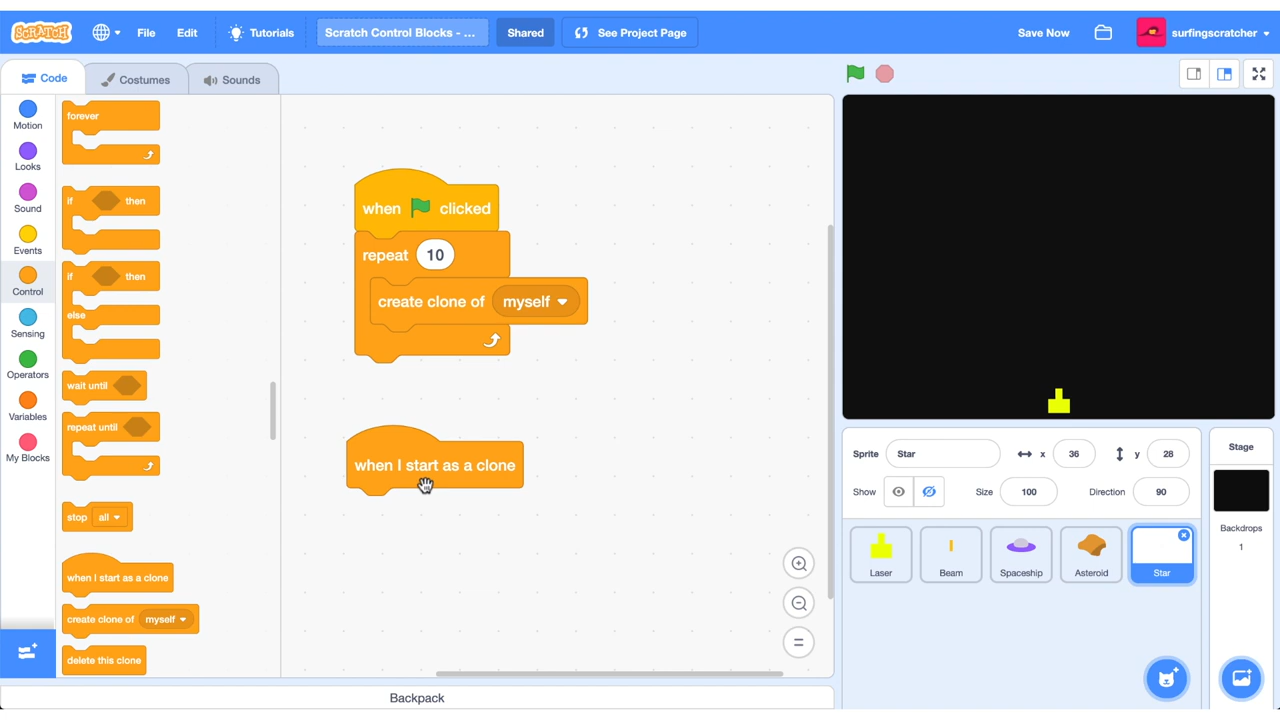 SCRATCH File Edit Tutorials Scratch Control Blocks - ... Shared See Project Page Save Now surfingscratcher
Code Costumes Sounds
Motion
Looks
Sound
Events
Control
Sensing
Operators
Variables
My Blocks
forever
if then
if then
else
wait until
repeat until
stop all
when I start as a clone
create clone of myself
delete this clone
when clicked
repeat 10
create clone of myself
when I start as a clone
Sprite Star x 36 y 28
Show Size 100 Direction 90
Laser Beam Spaceship Asteroid Star
Stage
Backdrops
1
Backpack